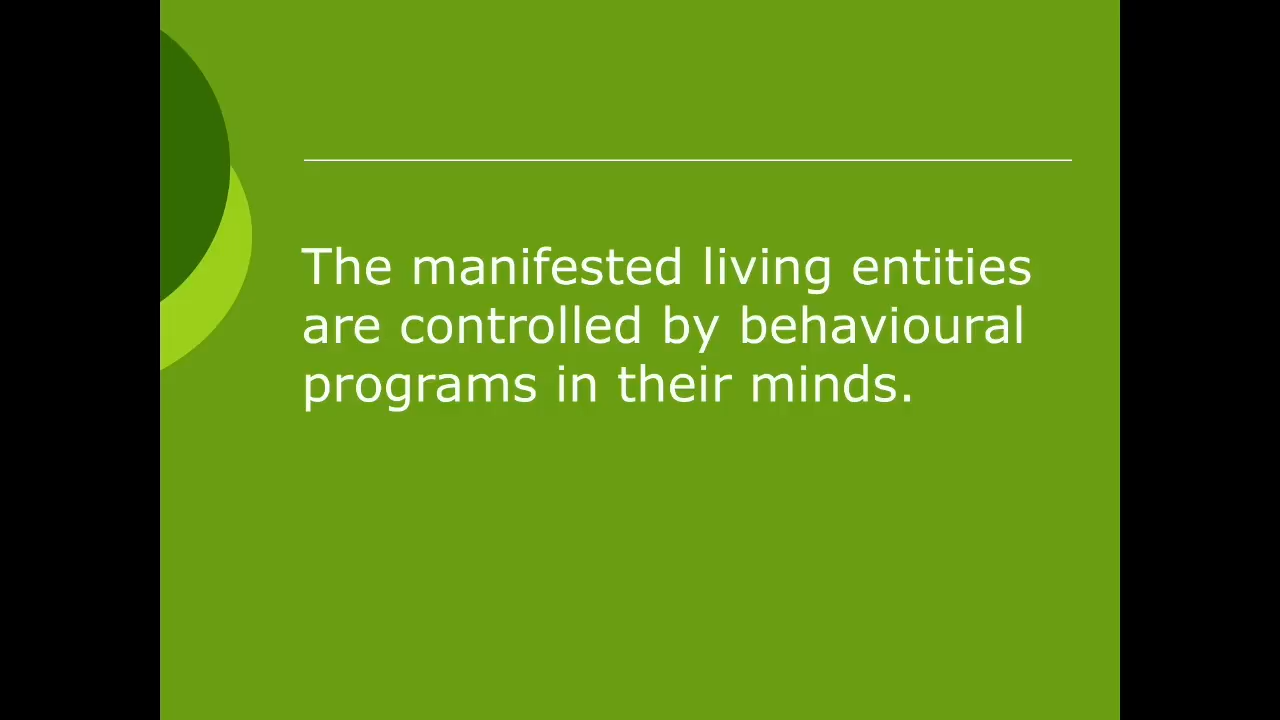 The manifested living entities
are controlled by behavioural
programs in their minds.